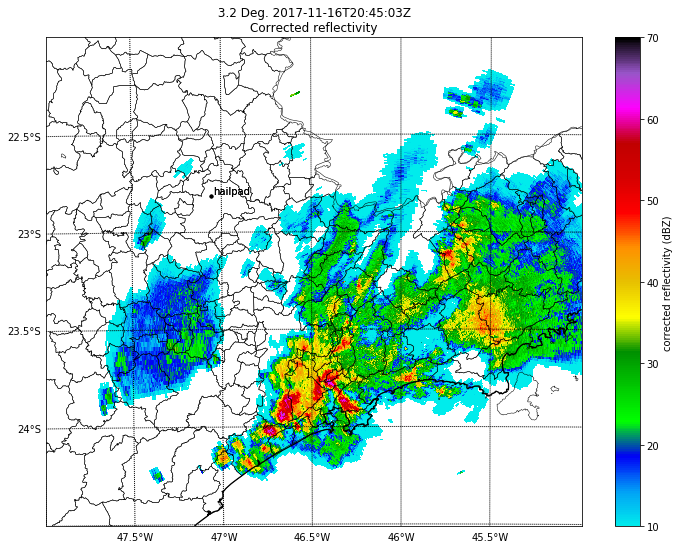 3.2 Deg. 2017-11-16T20:45:03Z
Corrected reflectivity
70
60
50
40
30
20
10
corrected reflectivity (dBZ)
22.5°S
23°S
23.5°S
24°S
hailpad
47.5°W
47°W
46.5°W
46°W
45.5°W